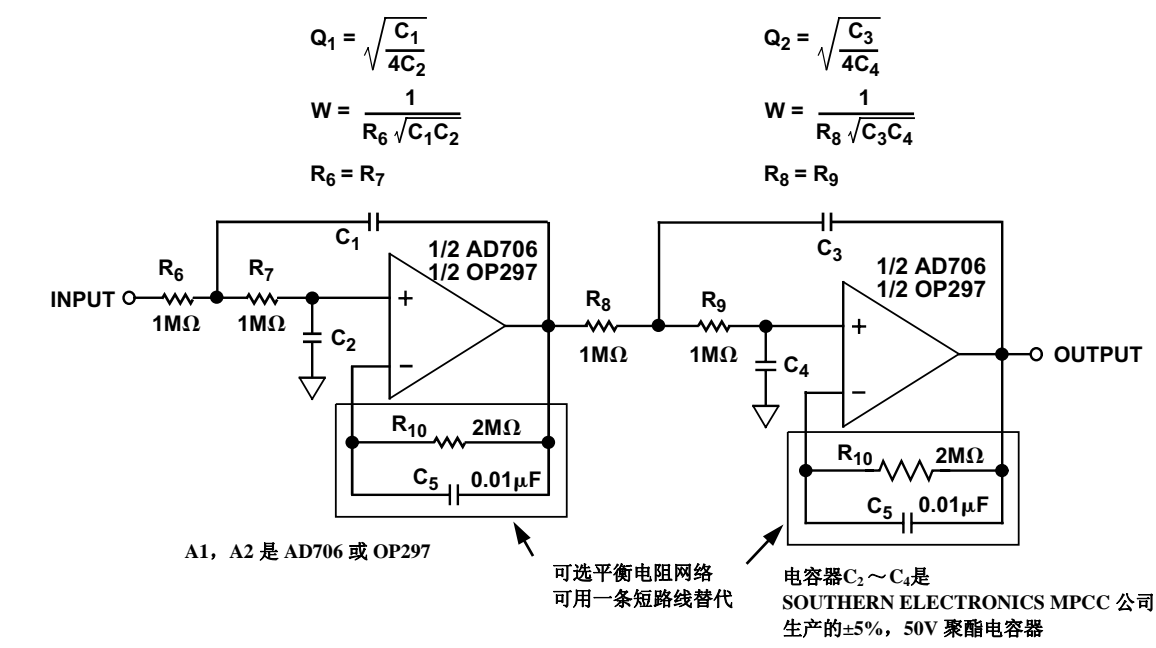 Q1 = √(C1/4C2)
W = 1/(R6 √C1C2)
R6 = R7
Q2 = √(C3/4C4)
W = 1/(R8 √C3C4)
R8 = R9
C1
1/2 AD706
1/2 OP297
R6
R7
INPUT
1MΩ
1MΩ
+
C2
−
R10
2MΩ
C5
0.01μF
C3
1/2 AD706
1/2 OP297
R8
R9
1MΩ
1MΩ
+
C4
−
OUTPUT
R10
2MΩ
C5
0.01μF
A1，A2 是 AD706 或 OP297
可选平衡电阻网络
可用一条短路线替代
电容器C2～C4是
SOUTHERN ELECTRONICS MPCC 公司
生产的±5%，50V 聚酯电容器